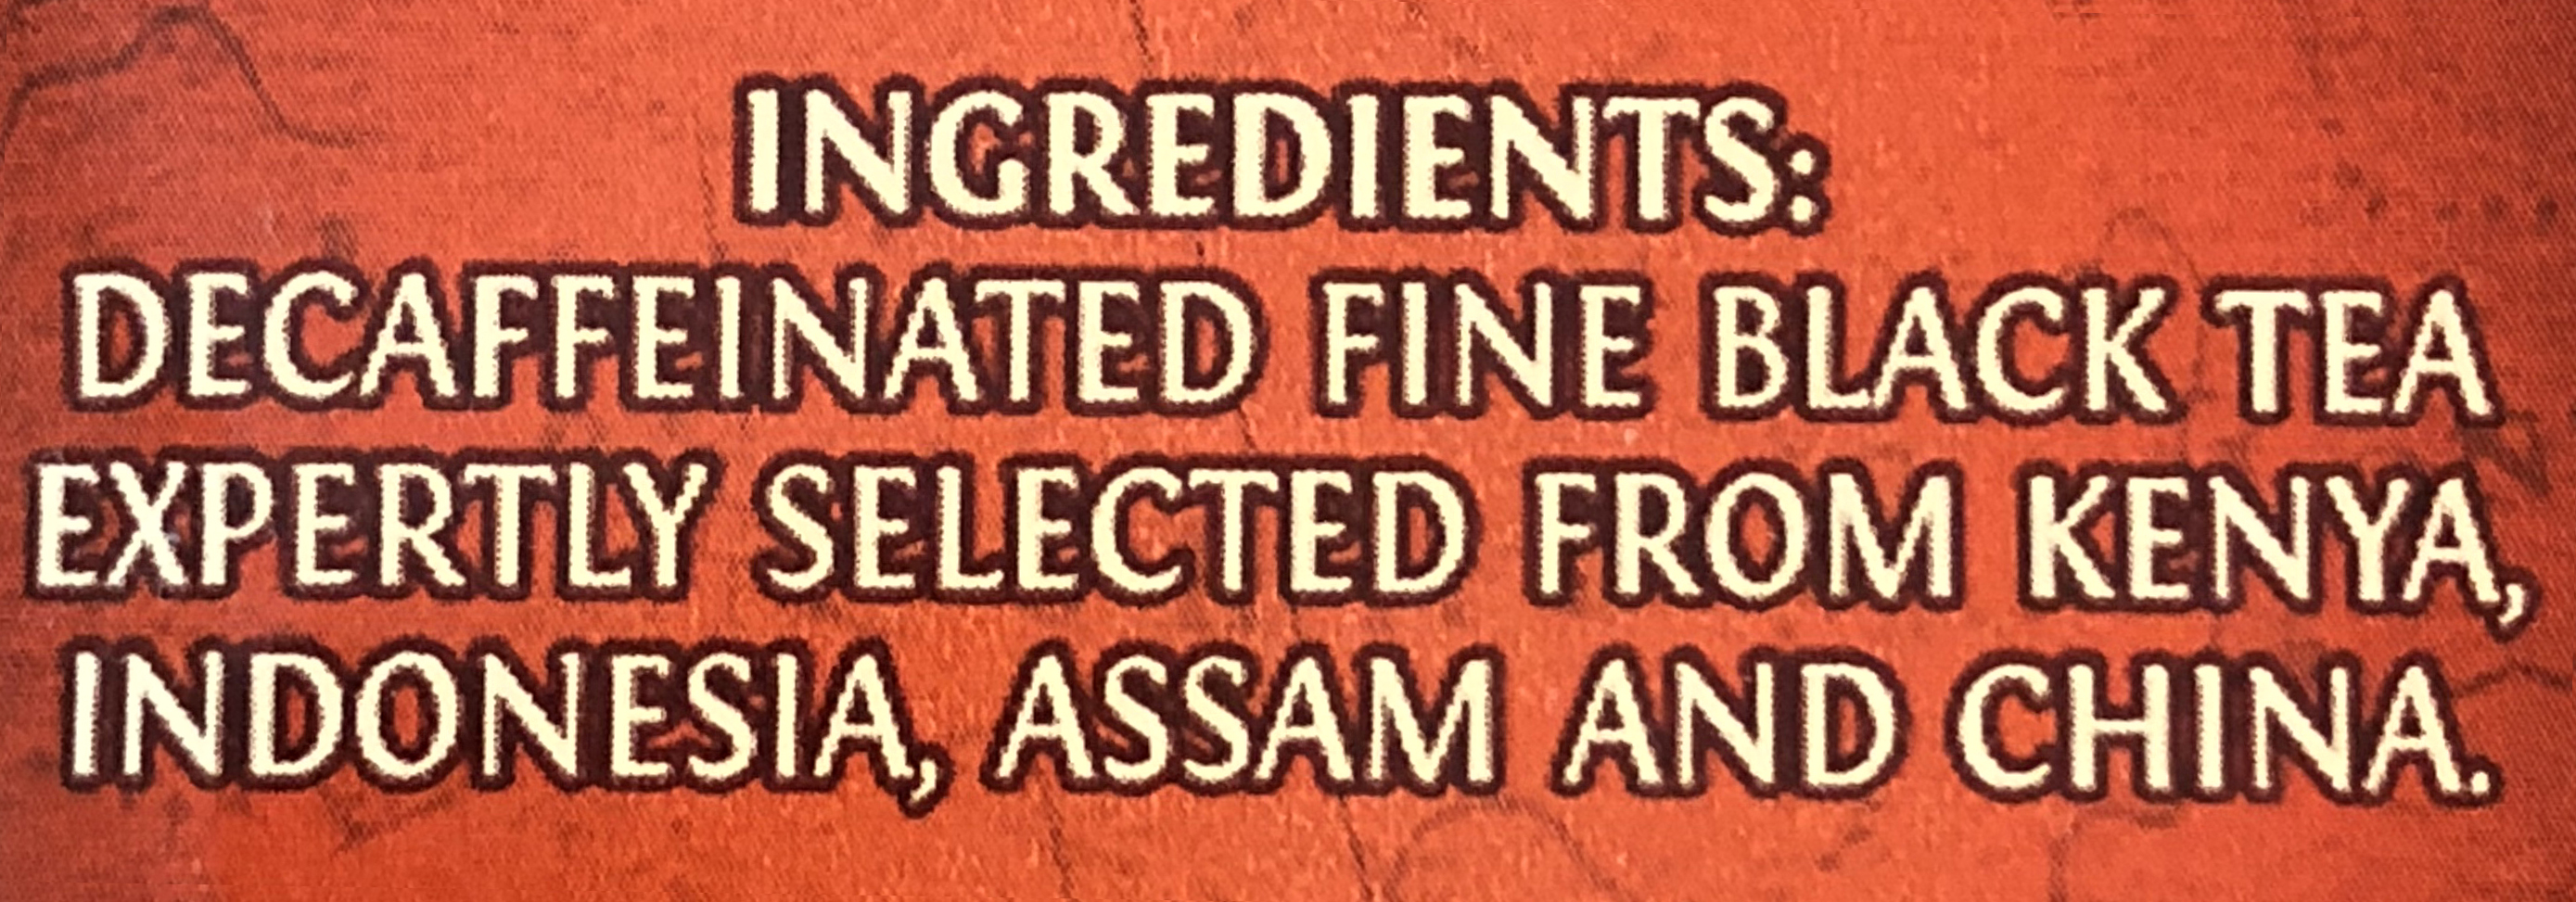 INGREDIENTS:
DECAFFEINATED FINE BLACK TEA
EXPERTLY SELECTED FROM KENYA,
INDONESIA, ASSAM AND CHINA.